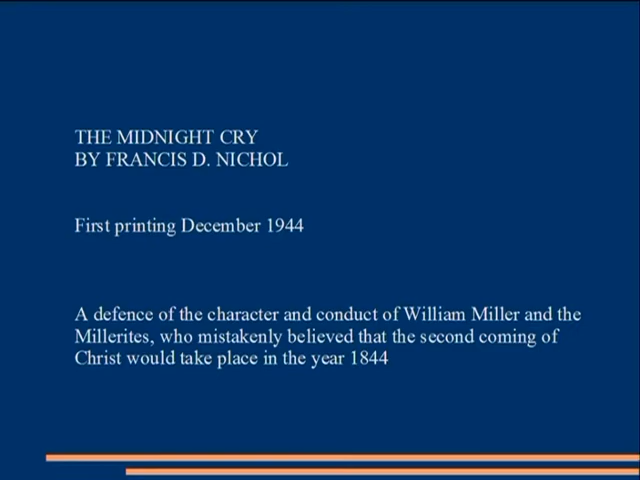 THE MIDNIGHT CRY
BY FRANCIS D. NICHOL
First printing December 1944
A defence of the character and conduct of William Miller and the
Millerites, who mistakenly believed that the second coming of
Christ would take place in the year 1844